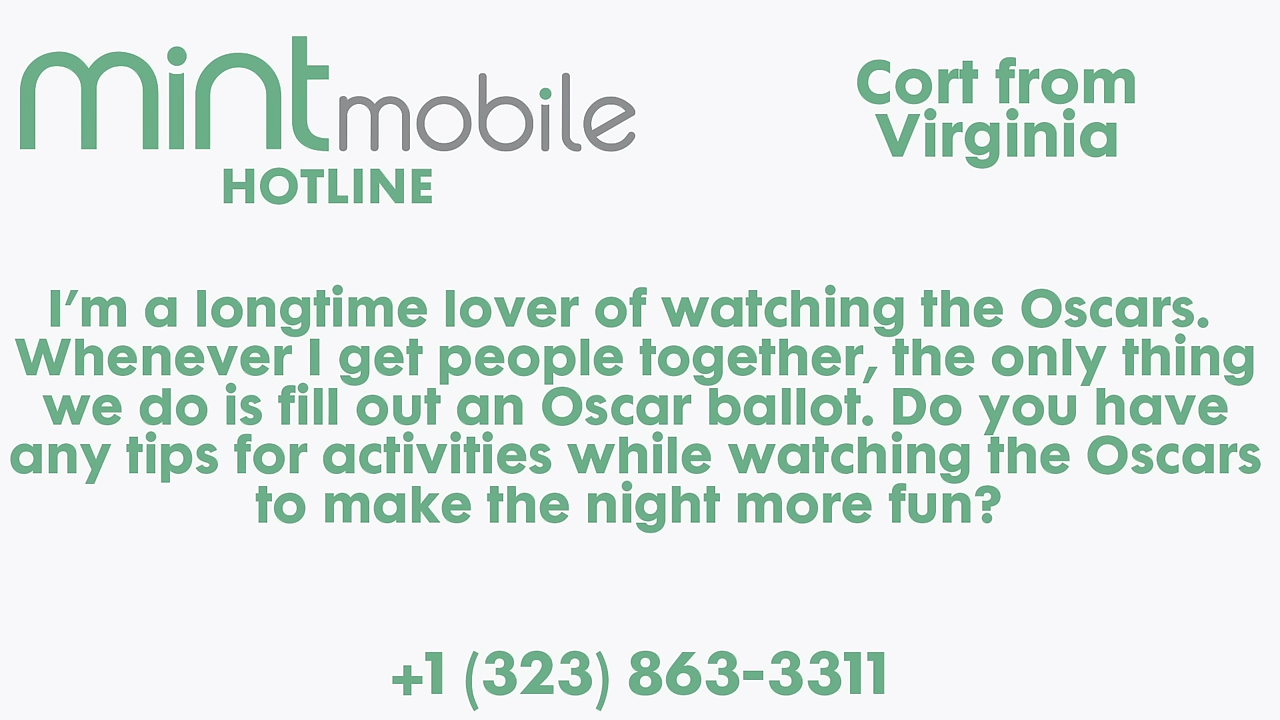 mint mobile
HOTLINE
Cort from
Virginia
I’m a longtime lover of watching the Oscars.
Whenever I get people together, the only thing
we do is fill out an Oscar ballot. Do you have
any tips for activities while watching the Oscars
to make the night more fun?
+1 (323) 863-3311